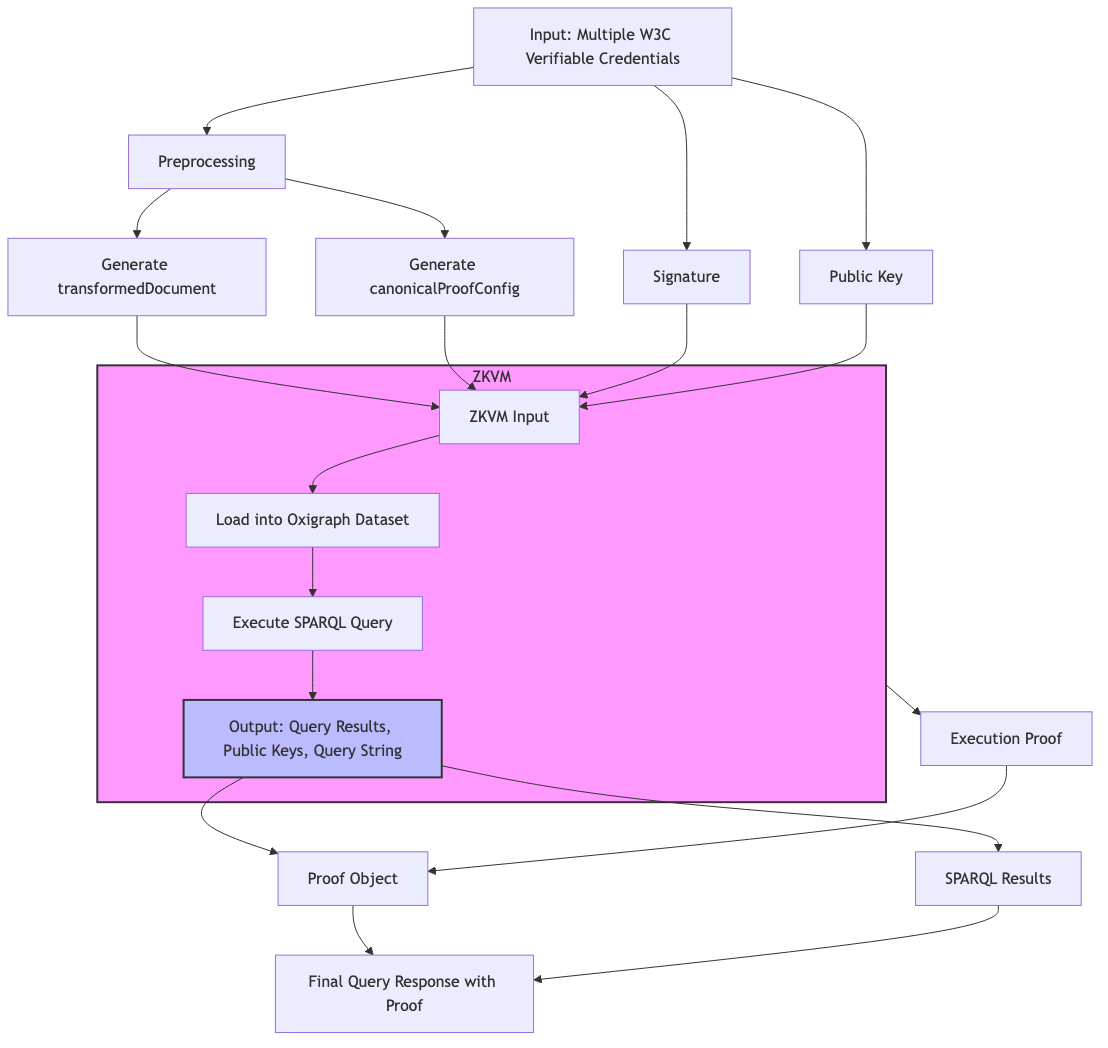 Input: Multiple W3C
Verifiable Credentials
Preprocessing
Generate
transformedDocument
Generate
canonicalProofConfig
Signature
Public Key
ZKVM
ZKVM Input
Load into Oxigraph Dataset
Execute SPARQL Query
Output: Query Results,
Public Keys, Query String
Execution Proof
Proof Object
SPARQL Results
Final Query Response with
Proof